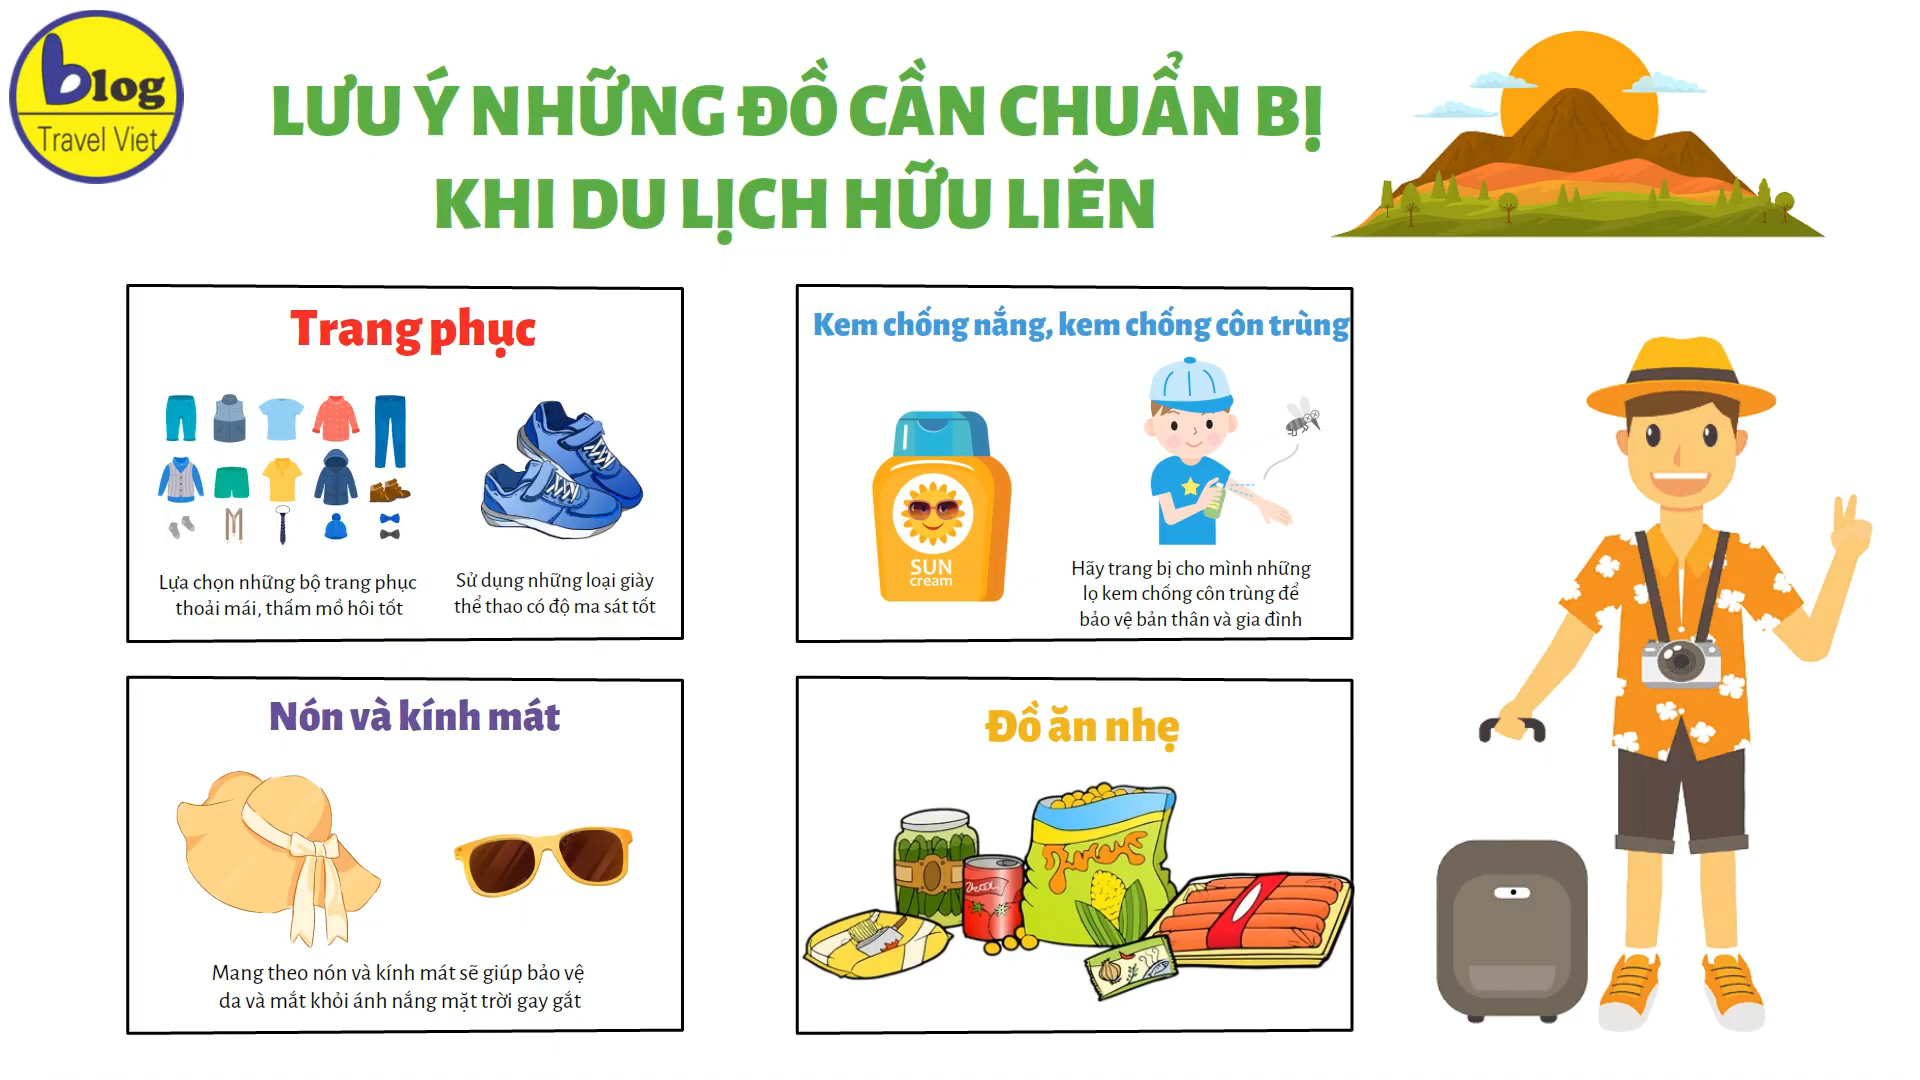 blog
Travel Viet
LƯU Ý NHỮNG ĐỒ CẦN CHUẨN BỊ
KHI DU LỊCH HỮU LIÊN
Trang phục
Lựa chọn những bộ trang phục
thoải mái, thấm mồ hôi tốt
Sử dụng những loại giày
thể thao có độ ma sát tốt
Kem chống nắng, kem chống côn trùng
SUN
cream
Hãy trang bị cho mình những
lọ kem chống côn trùng để
bảo vệ bản thân và gia đình
Nón và kính mát
Mang theo nón và kính mát sẽ giúp bảo vệ
da và mắt khỏi ánh nắng mặt trời gay gắt
Đồ ăn nhẹ